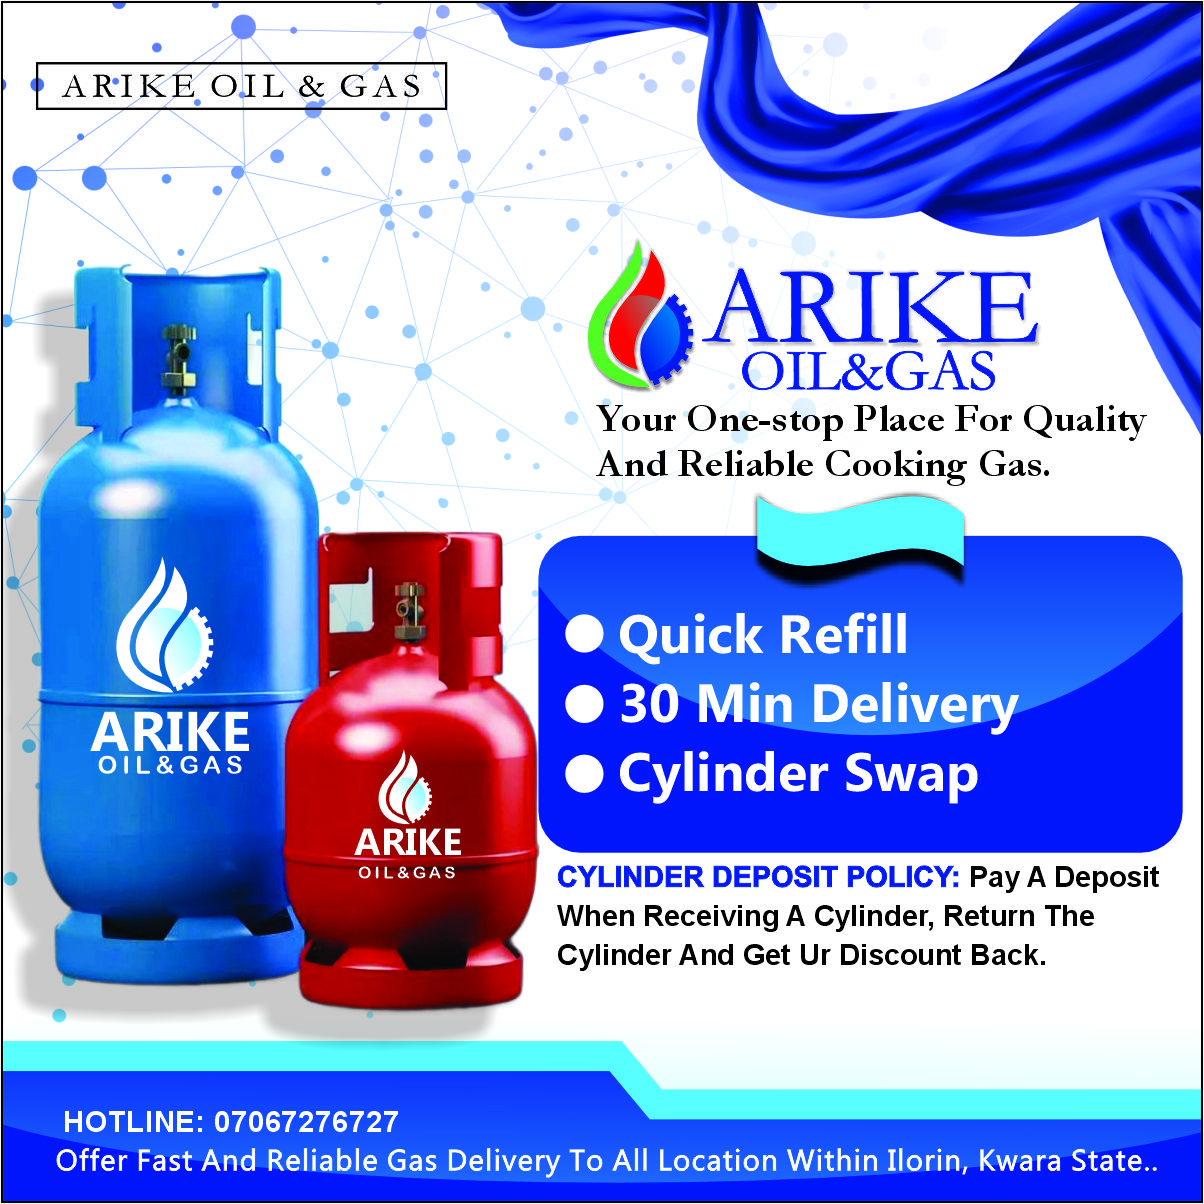 ARIKE OIL & GAS
ARIKE
OIL&GAS
Your One-stop Place For Quality
And Reliable Cooking Gas.
ARIKE
OIL&GAS
ARIKE
OIL&GAS
● Quick Refill
● 30 Min Delivery
● Cylinder Swap
CYLINDER DEPOSIT POLICY: Pay A Deposit
When Receiving A Cylinder, Return The
Cylinder And Get Ur Discount Back.
HOTLINE: 07067276727
Offer Fast And Reliable Gas Delivery To All Location Within Ilorin, Kwara State..